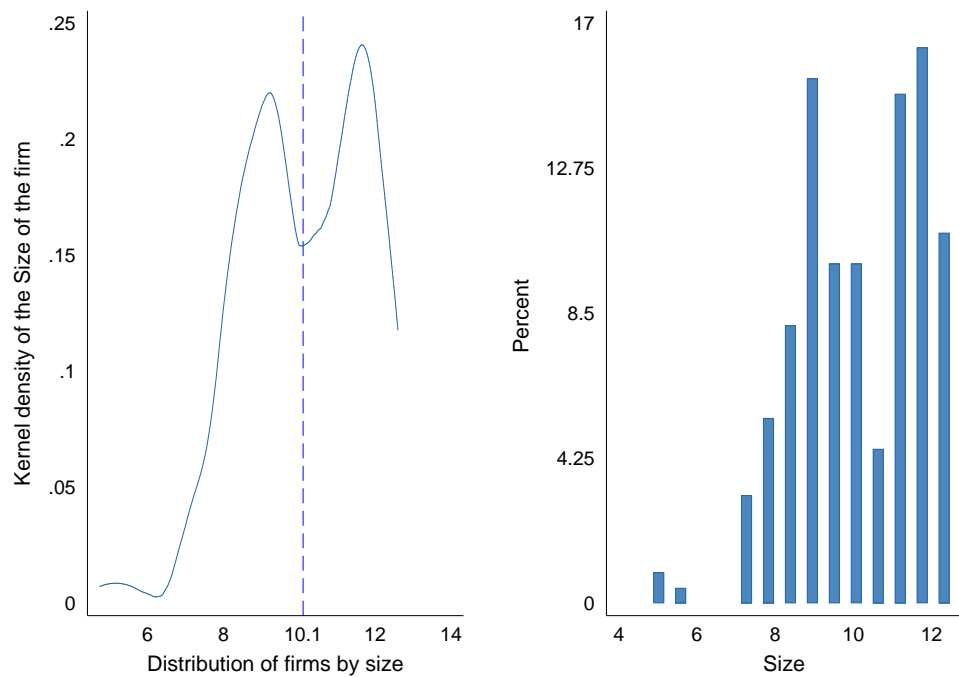 Kernel density of the Size of the firm
.25
.2
.15
.1
.05
0
6 8 10.1 12 14
Distribution of firms by size
Percent
17
12.75
8.5
4.25
0
4 6 8 10 12
Size